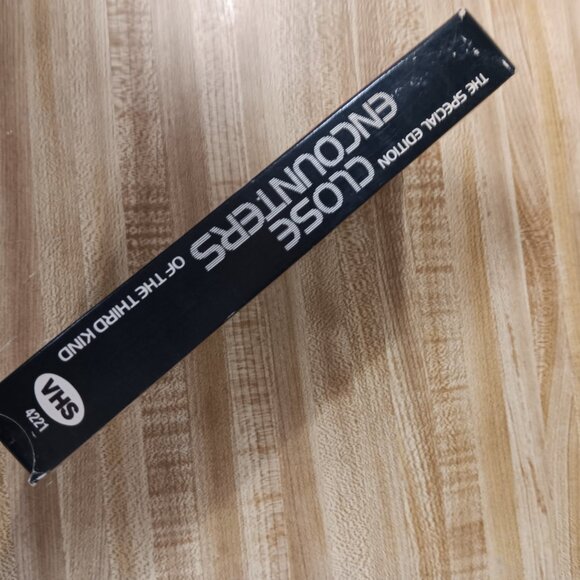 THE SPECIAL EDITION
CLOSE
ENCOUNTERS
OF THE THIRD KIND
VHS
4221